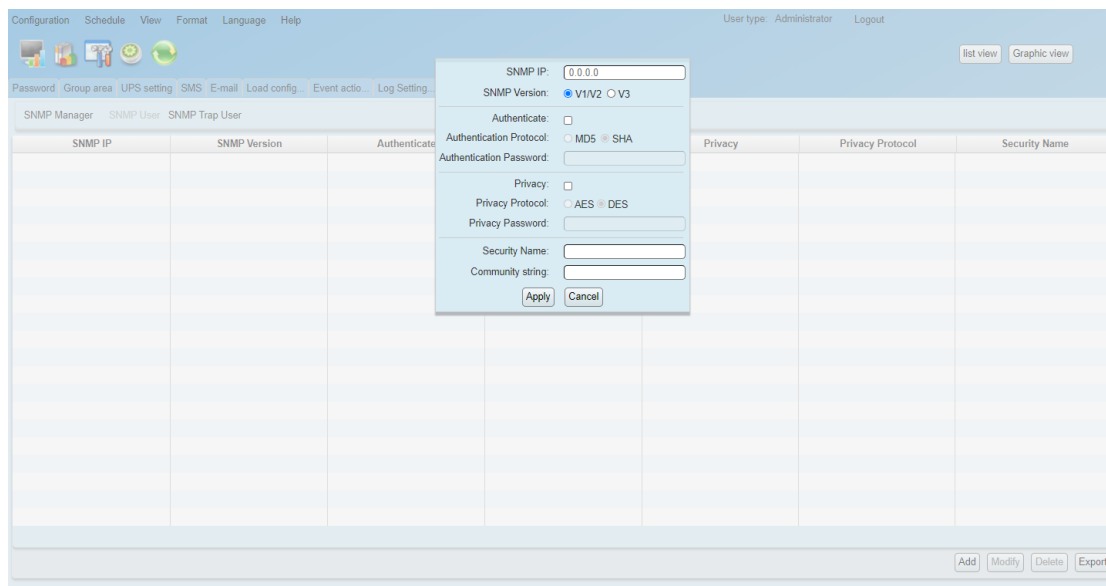 Configuration Schedule View Format Language Help User type: Administrator Logout
list view Graphic view
Password Group area UPS setting SMS E-mail Load config... Event actio... Log Setting...
SNMP Manager SNMP User SNMP Trap User
SNMP IP SNMP Version Authenticate Privacy Privacy Protocol Security Name
SNMP IP: 0.0.0.0
SNMP Version: V1/V2 V3
Authenticate:
Authentication Protocol: MD5 SHA
Authentication Password:
Privacy:
Privacy Protocol: AES DES
Privacy Password:
Security Name:
Community string:
Apply Cancel
Add Modify Delete Export